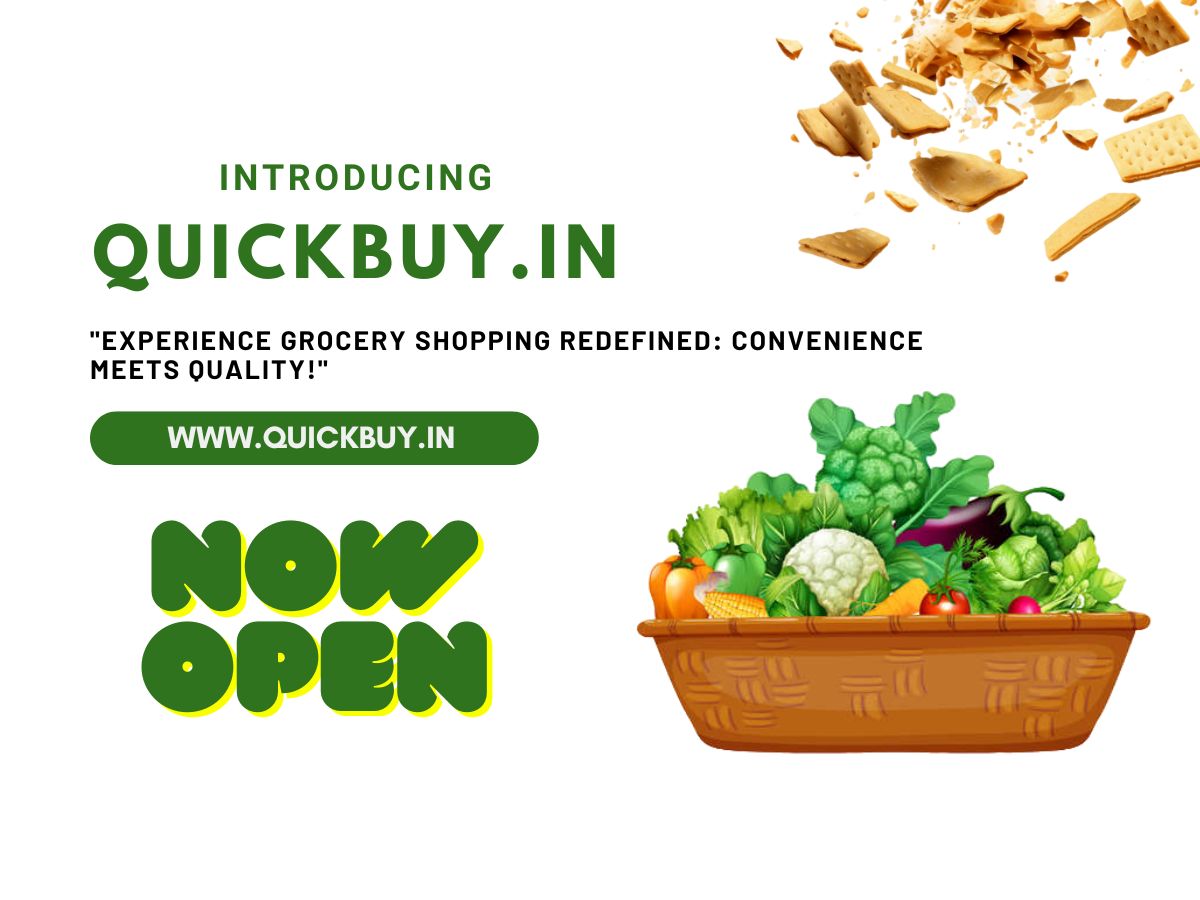 INTRODUCING
QUICKBUY.IN
"EXPERIENCE GROCERY SHOPPING REDEFINED: CONVENIENCE
MEETS QUALITY!"
WWW.QUICKBUY.IN
NOW
OPEN